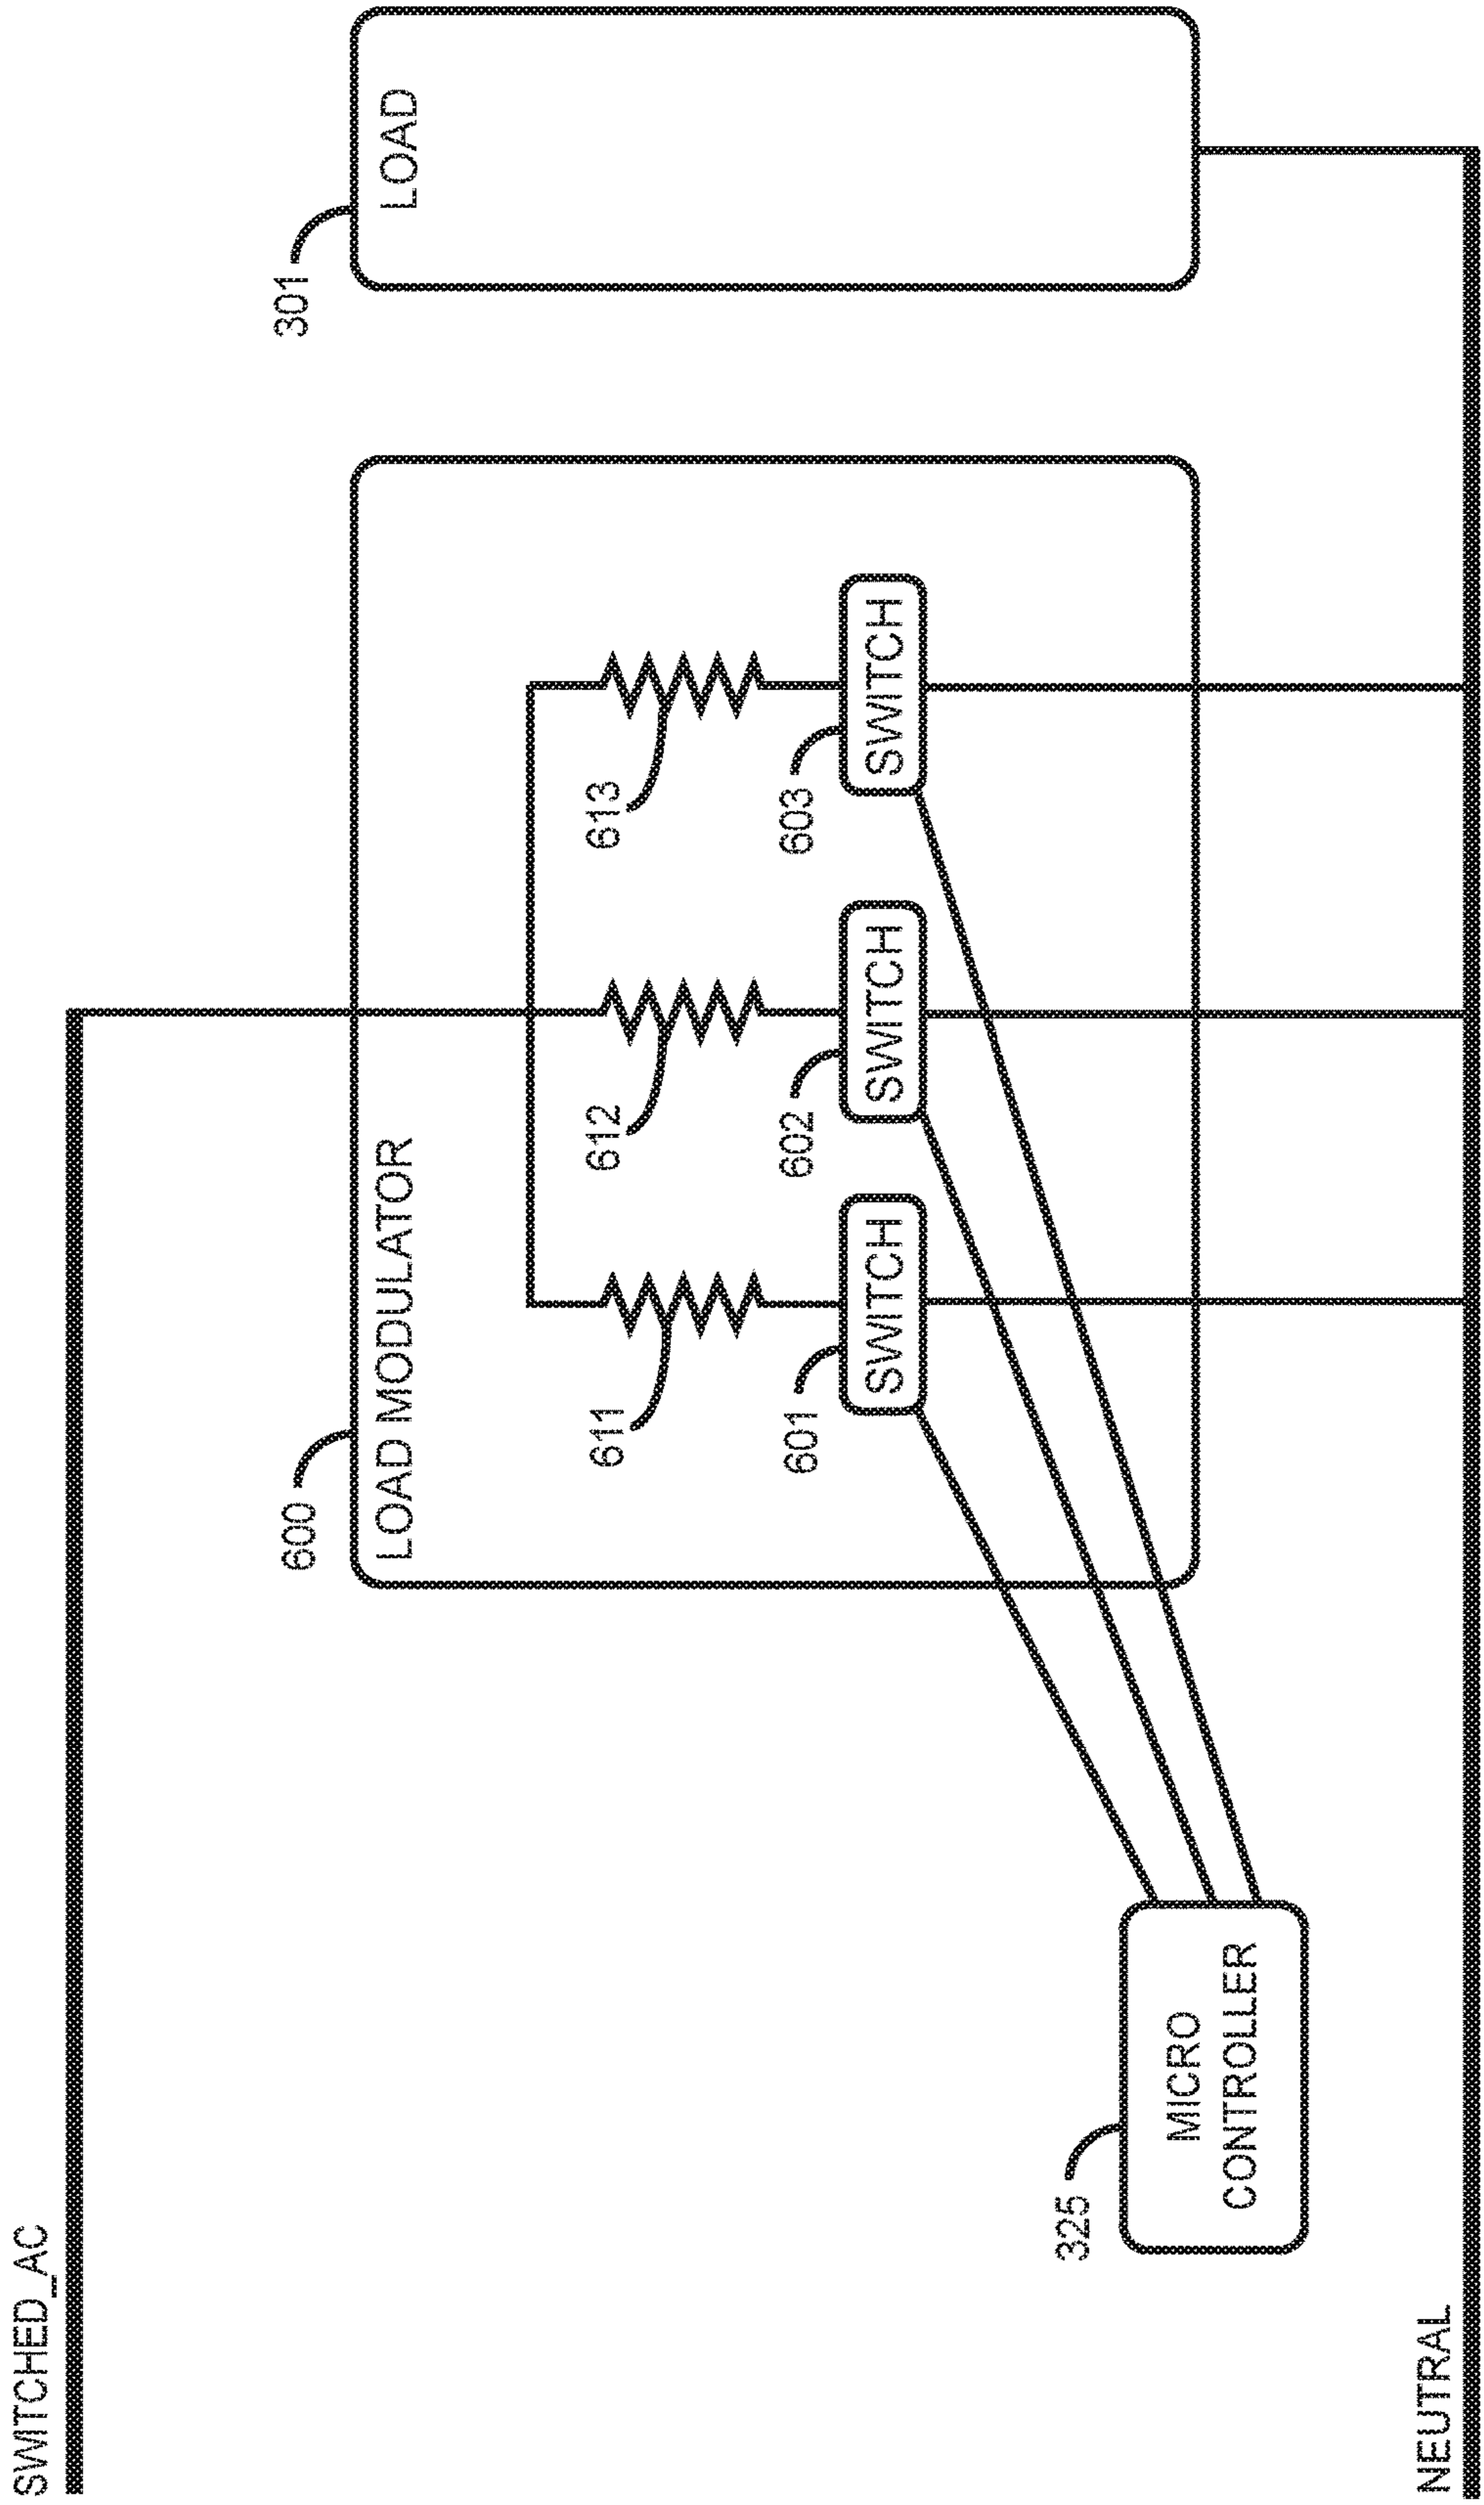 SWITCHED_AC
600
LOAD MODULATOR
301
LOAD
611
612
613
601
602
603
SWITCH
SWITCH
SWITCH
325
MICRO
CONTROLLER
NEUTRAL